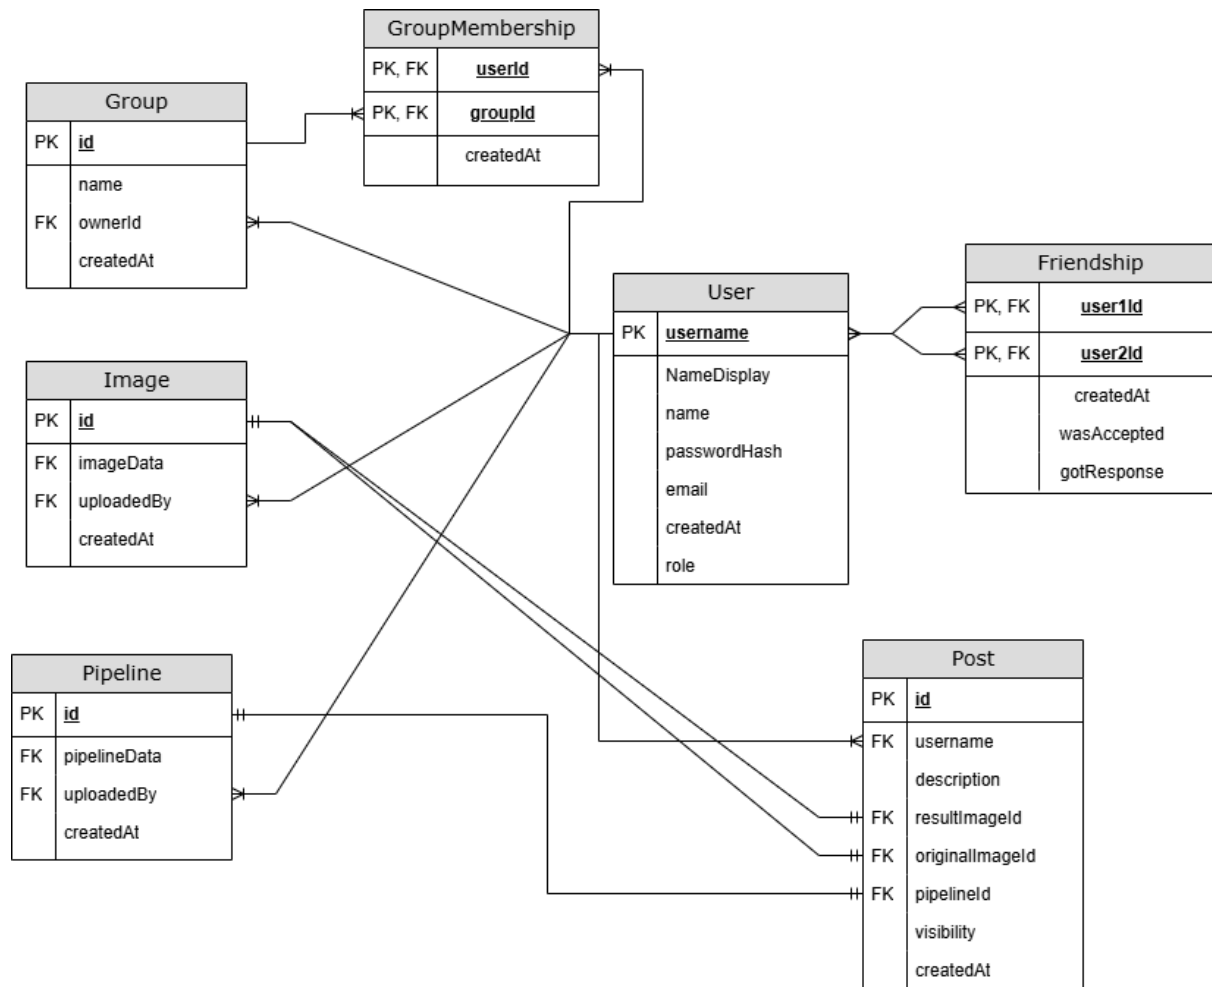 GroupMembership
PK, FK userId
PK, FK groupId
createdAt
Group
PK id
name
FK ownerId
createdAt
User
PK username
NameDisplay
name
passwordHash
email
createdAt
role
Friendship
PK, FK user1Id
PK, FK user2Id
createdAt
wasAccepted
gotResponse
Image
PK id
FK imageData
FK uploadedBy
createdAt
Pipeline
PK id
FK pipelineData
FK uploadedBy
createdAt
Post
PK id
FK username
description
FK resultImageId
FK originalImageId
FK pipelineId
visibility
createdAt